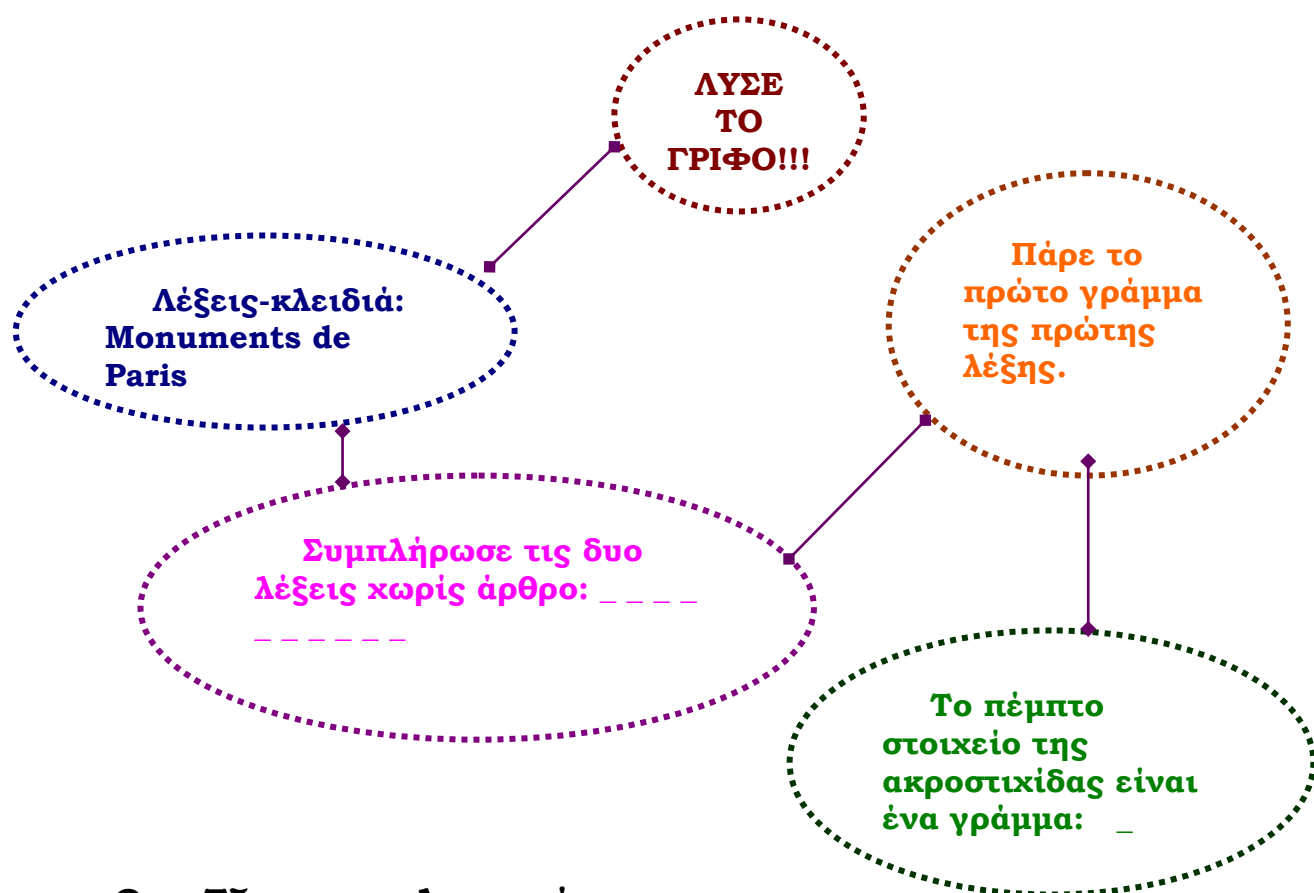 ΛΥΣΕ
ΤΟ
ΓΡΙΦΟ!!!
Λέξεις-κλειδιά:
Monuments de
Paris
Συμπλήρωσε τις δυο
λέξεις χωρίς άρθρο: _ _ _ _
_ _ _ _ _ _
Πάρε το
πρώτο γράμμα
της πρώτης
λέξης.
Το πέμπτο
στοιχείο της
ακροστιχίδας είναι
ένα γράμμα: _